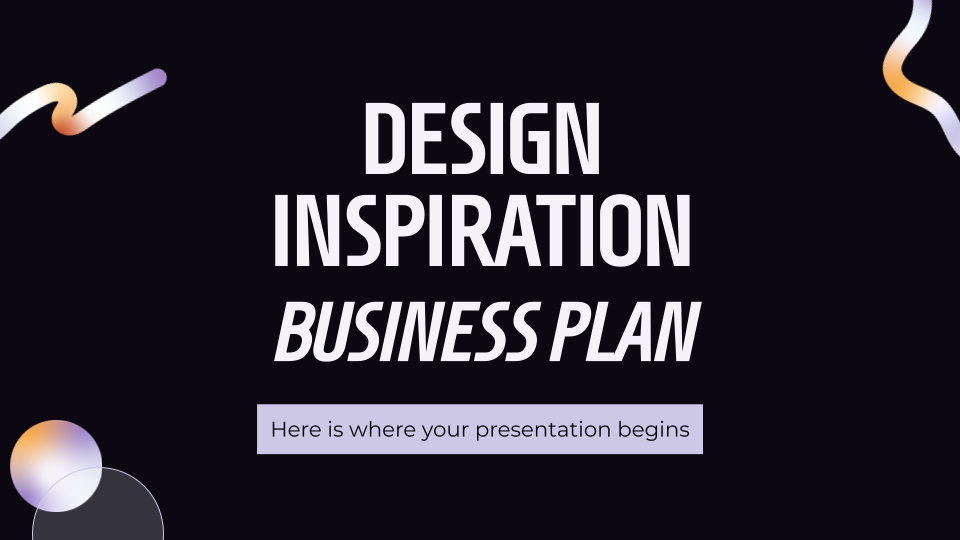 DESIGN
INSPIRATION
BUSINESS PLAN
Here is where your presentation begins